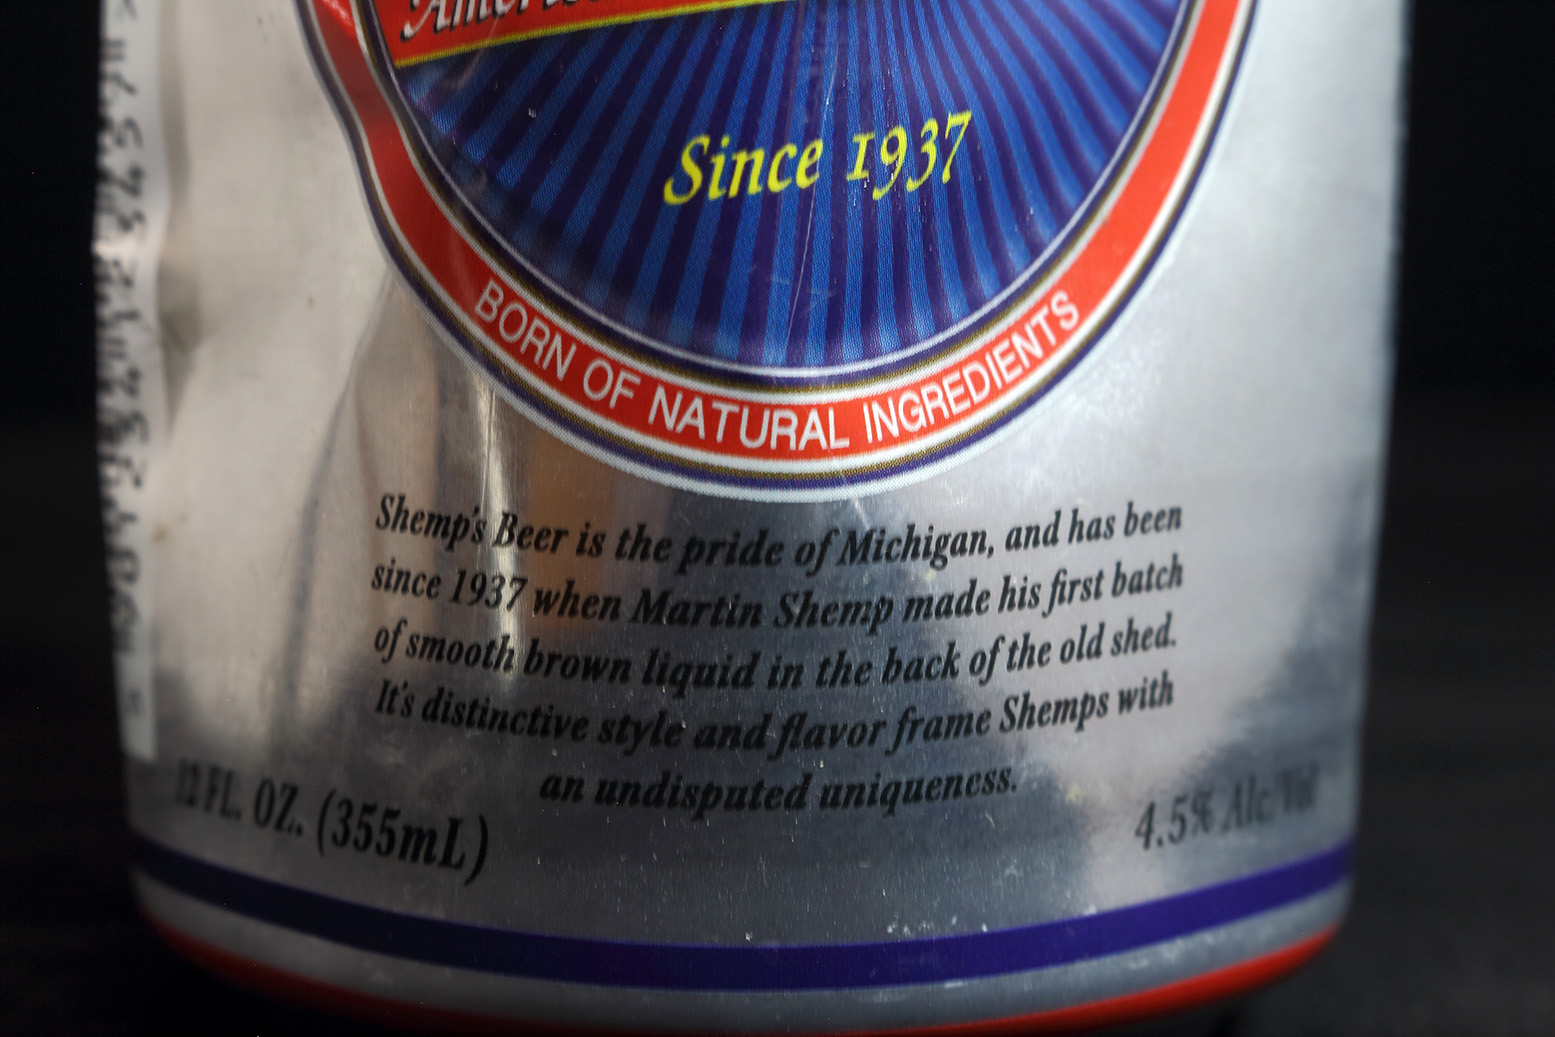 Since 1937
BORN OF NATURAL INGREDIENTS
Shemp's Beer is the pride of Michigan, and has been
since 1937 when Martin Shemp made his first batch
of smooth brown liquid in the back of the old shed.
It's distinctive style and flavor frame Shemps with
an undisputed uniqueness.
12 FL. OZ. (355mL)
4.5% Alc/Vol